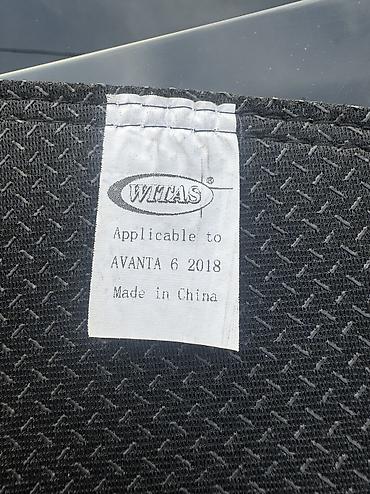 WITAS®
Applicable to
AVANTA 6 2018
Made in China